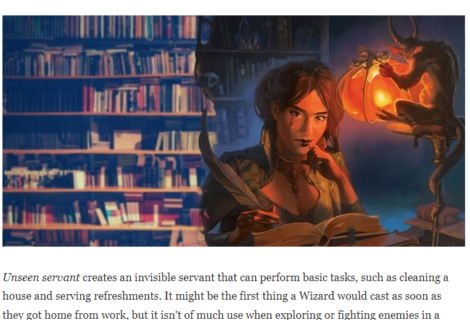 Unseen servant creates an invisible servant that can perform basic tasks, such as cleaning a
house and serving refreshments. It might be the first thing a Wizard would cast as soon as
they got home from work, but it isn't of much use when exploring or fighting enemies in a